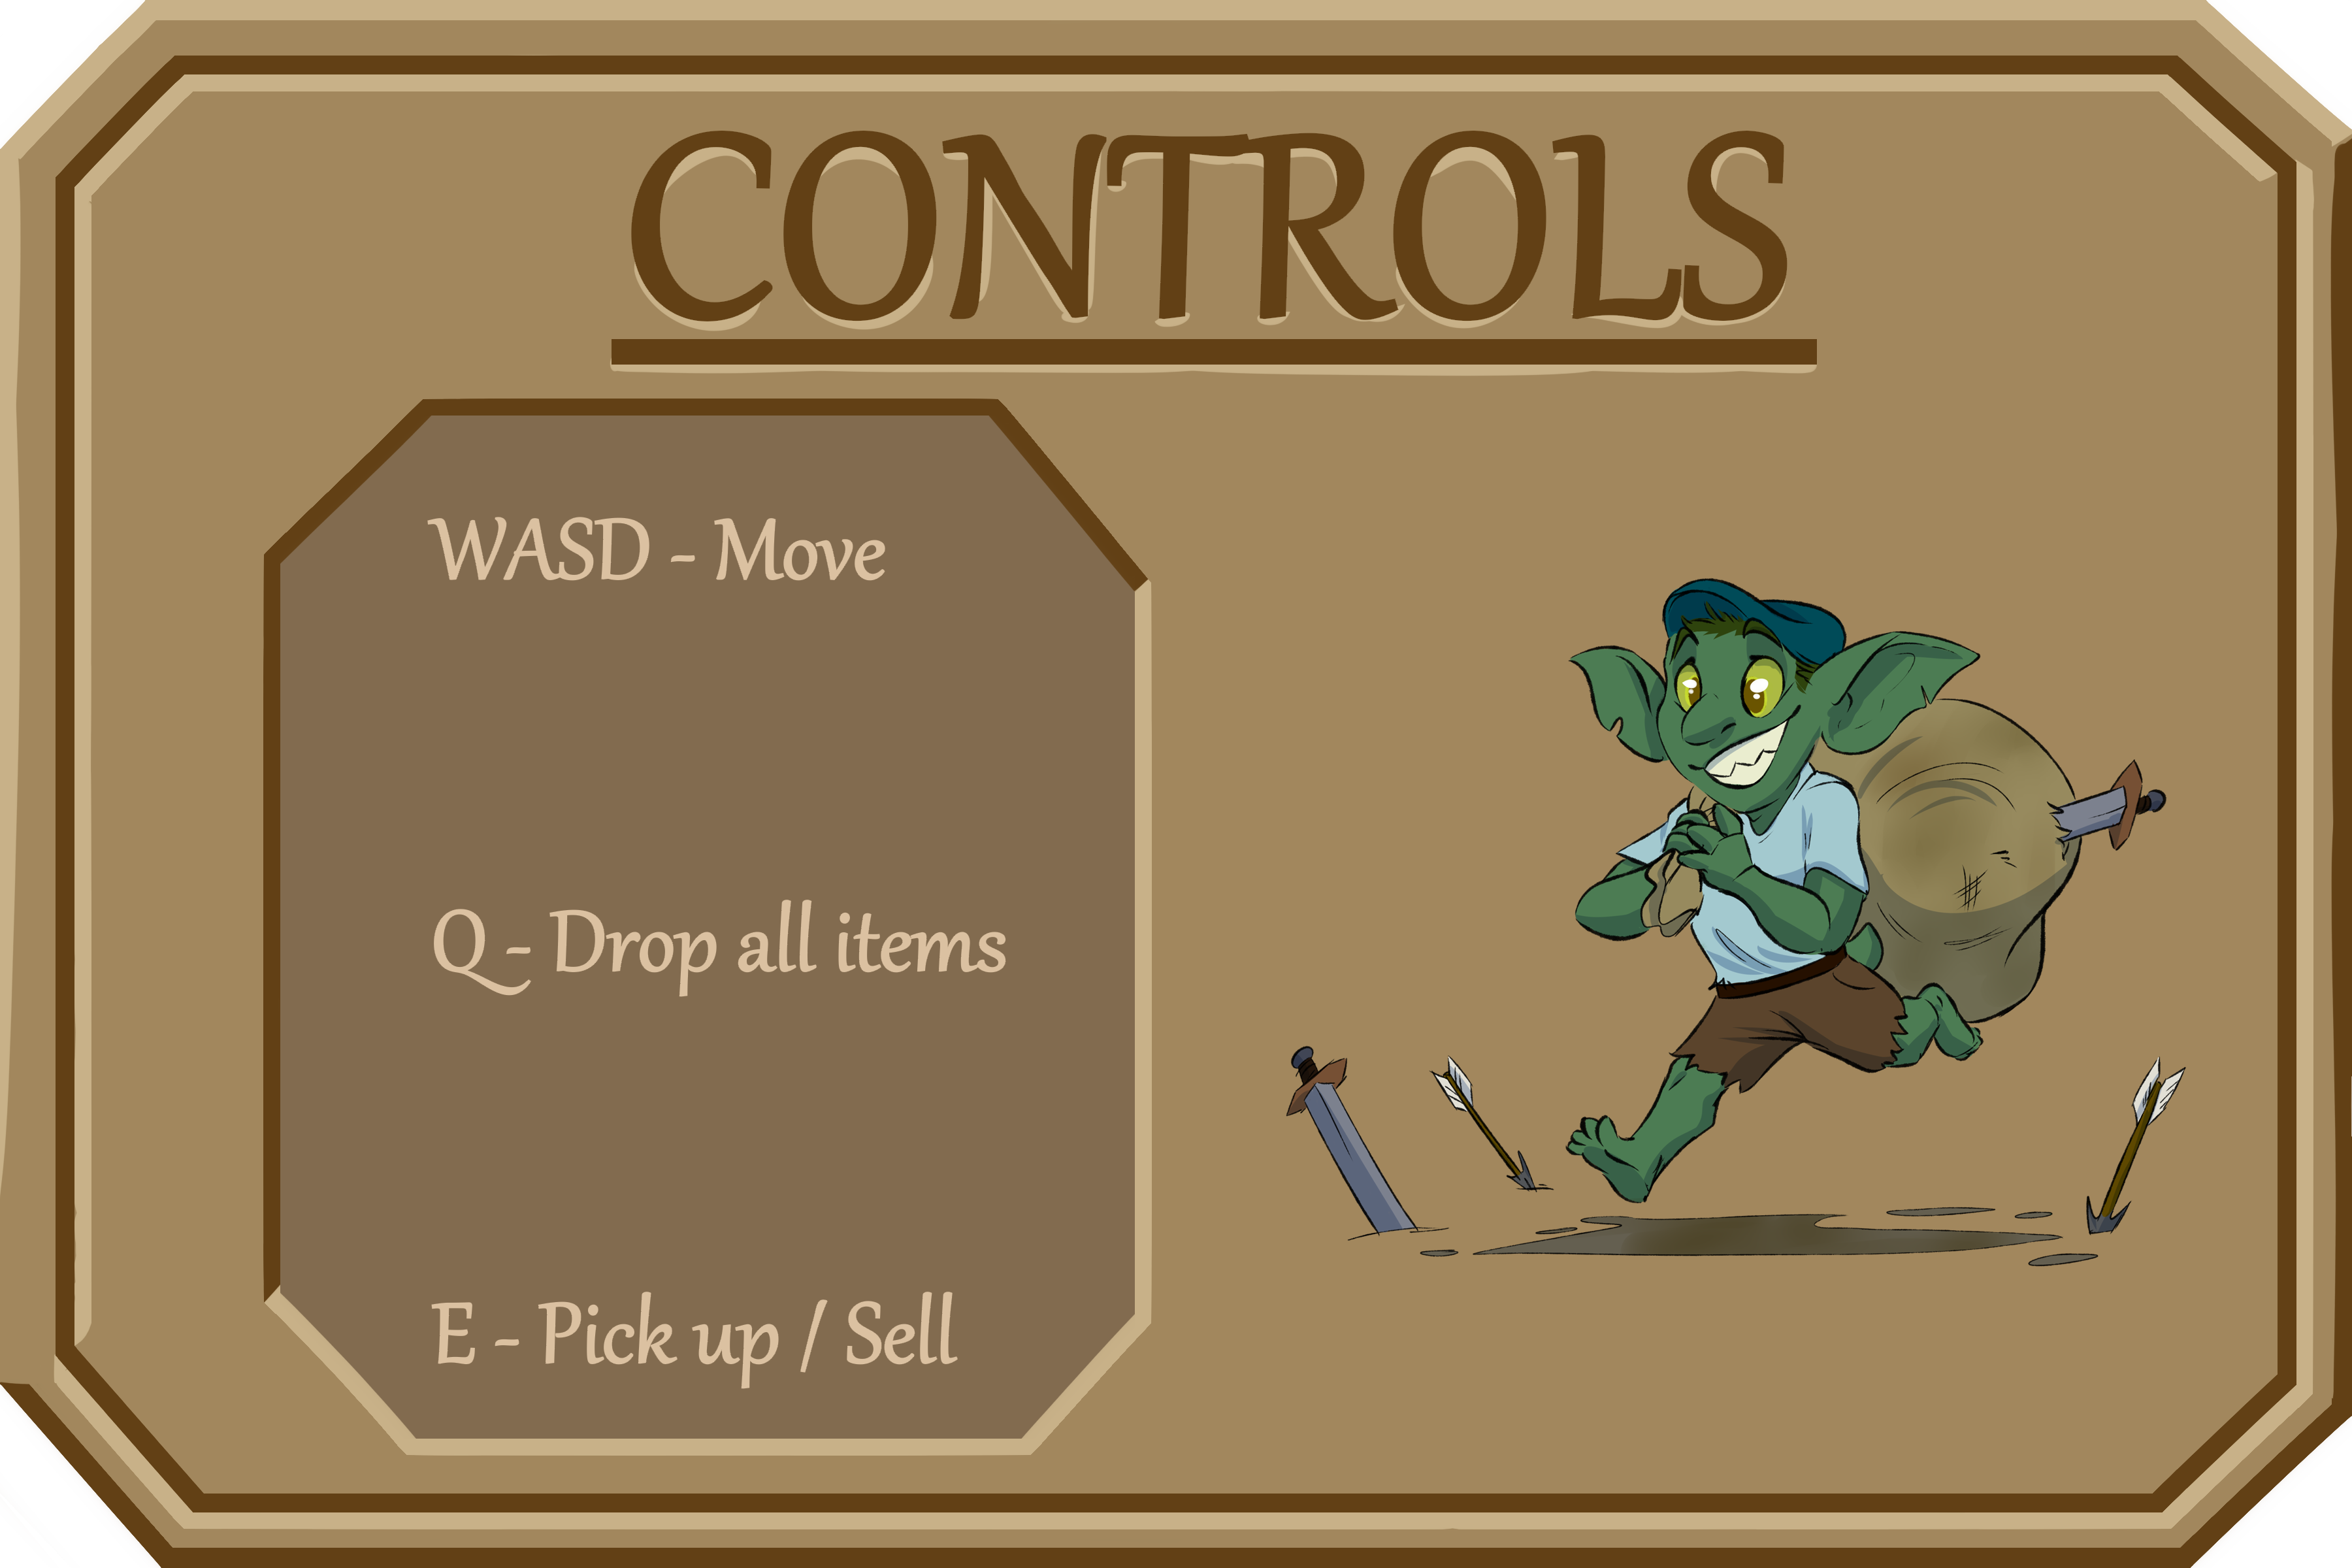 CONTROLS
WASD - Move
Q - Drop all items
E - Pick up / Sell